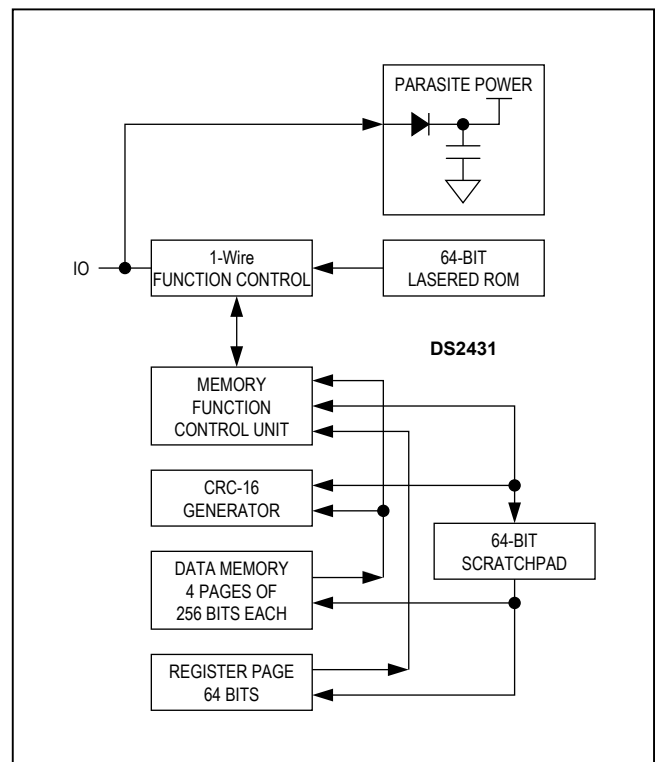 PARASITE POWER
IO
1-Wire
FUNCTION CONTROL
64-BIT
LASERED ROM
DS2431
MEMORY
FUNCTION
CONTROL UNIT
CRC-16
GENERATOR
64-BIT
SCRATCHPAD
DATA MEMORY
4 PAGES OF
256 BITS EACH
REGISTER PAGE
64 BITS